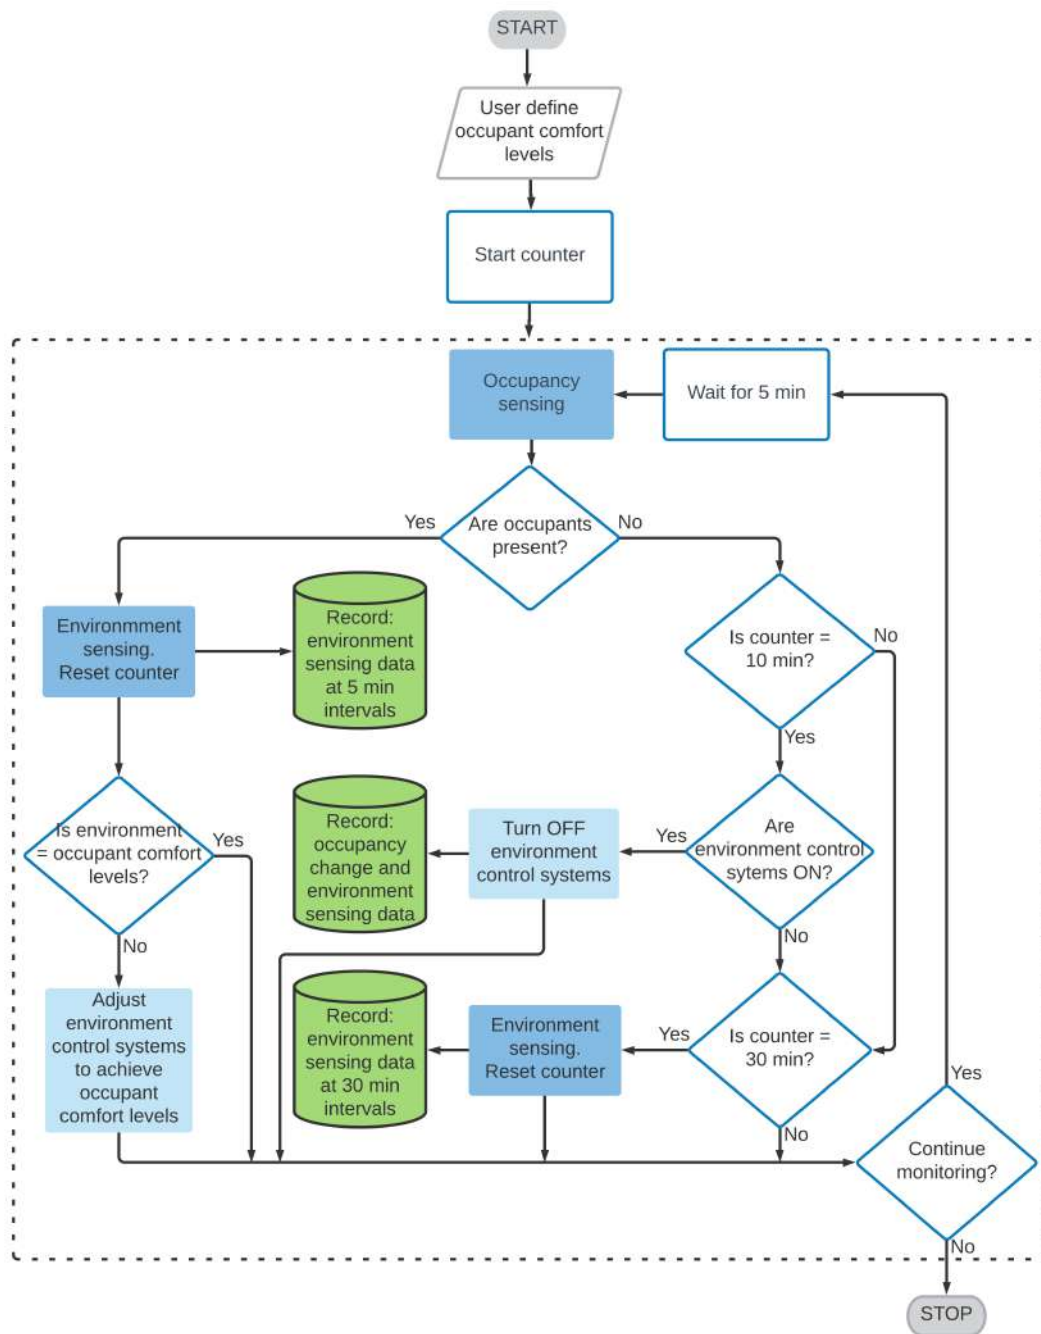 START
User define
occupant comfort
levels
Start counter
Occupancy
sensing
Wait for 5 min
Are occupants
present?
Yes
No
Environmment
sensing.
Reset counter
Record:
environment
sensing data
at 5 min
intervals
Is counter =
10 min?
No
Yes
Is environment
= occupant comfort
levels?
Yes
No
Record:
occupancy
change and
environment
sensing data
Turn OFF
environment
control systems
Yes
Are
environment control
sytems ON?
No
Adjust
environment
control systems
to achieve
occupant
comfort levels
Record:
environment
sensing data
at 30 min
intervals
Environment
sensing.
Reset counter
Yes
Is counter =
30 min?
No
Yes
Continue
monitoring?
No
STOP